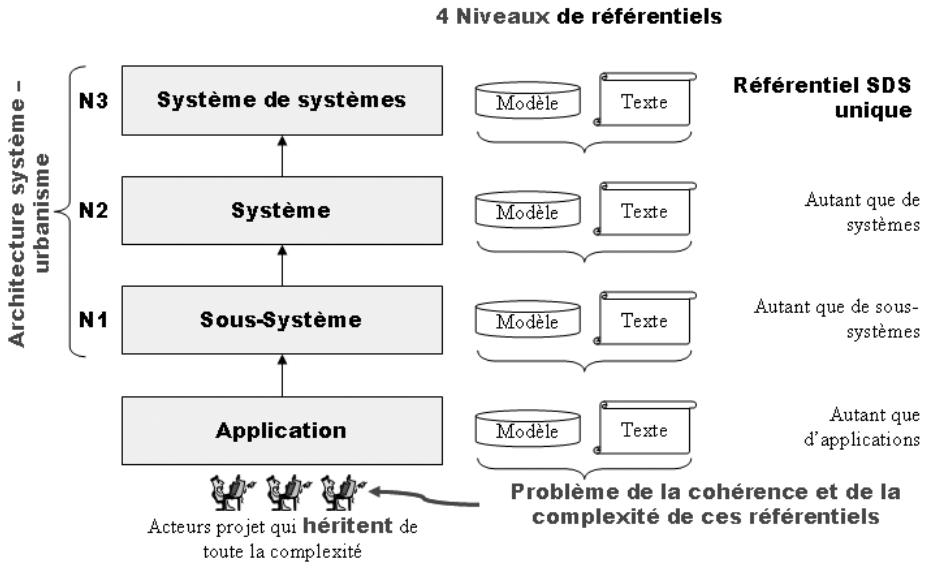 4 Niveaux de référentiels
Architecture système –
urbanisme
N3
Système de systèmes
Modèle
Texte
Référentiel SDS
unique
N2
Système
Modèle
Texte
Autant que de
systèmes
N1
Sous-Système
Modèle
Texte
Autant que de sous-
systèmes
Application
Modèle
Texte
Autant que
d’applications
Acteurs projet qui héritent de
toute la complexité
Problème de la cohérence et de la
complexité de ces référentiels